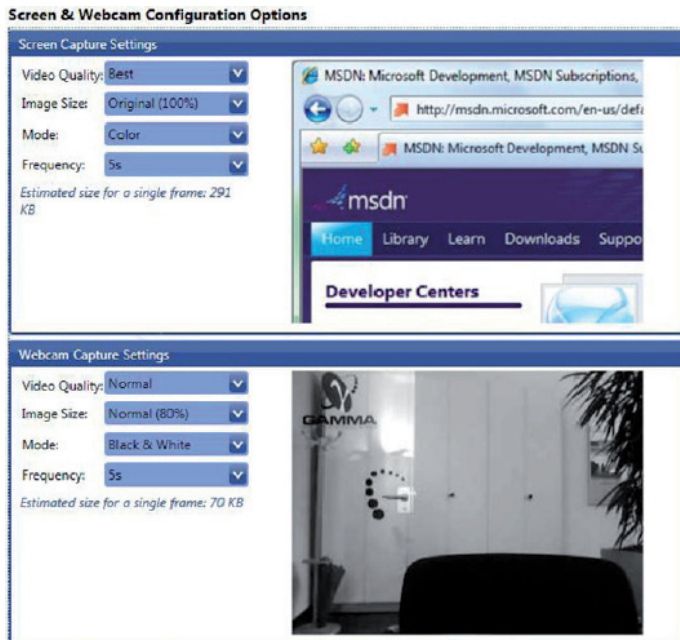 Screen & Webcam Configuration Options
Screen Capture Settings
Video Quality: Best
Image Size: Original (100%)
Mode: Color
Frequency: 5s
Estimated size for a single frame: 291
KB
MSDN: Microsoft Development, MSDN Subscriptions,
http://msdn.microsoft.com/en-us/defa
MSDN: Microsoft Development, MSDN Su
msdn
Home Library Learn Downloads Suppo
Developer Centers
Webcam Capture Settings
Video Quality: Normal
Image Size: Normal (80%)
Mode: Black & White
Frequency: 5s
Estimated size for a single frame: 70 KB
GAMMA